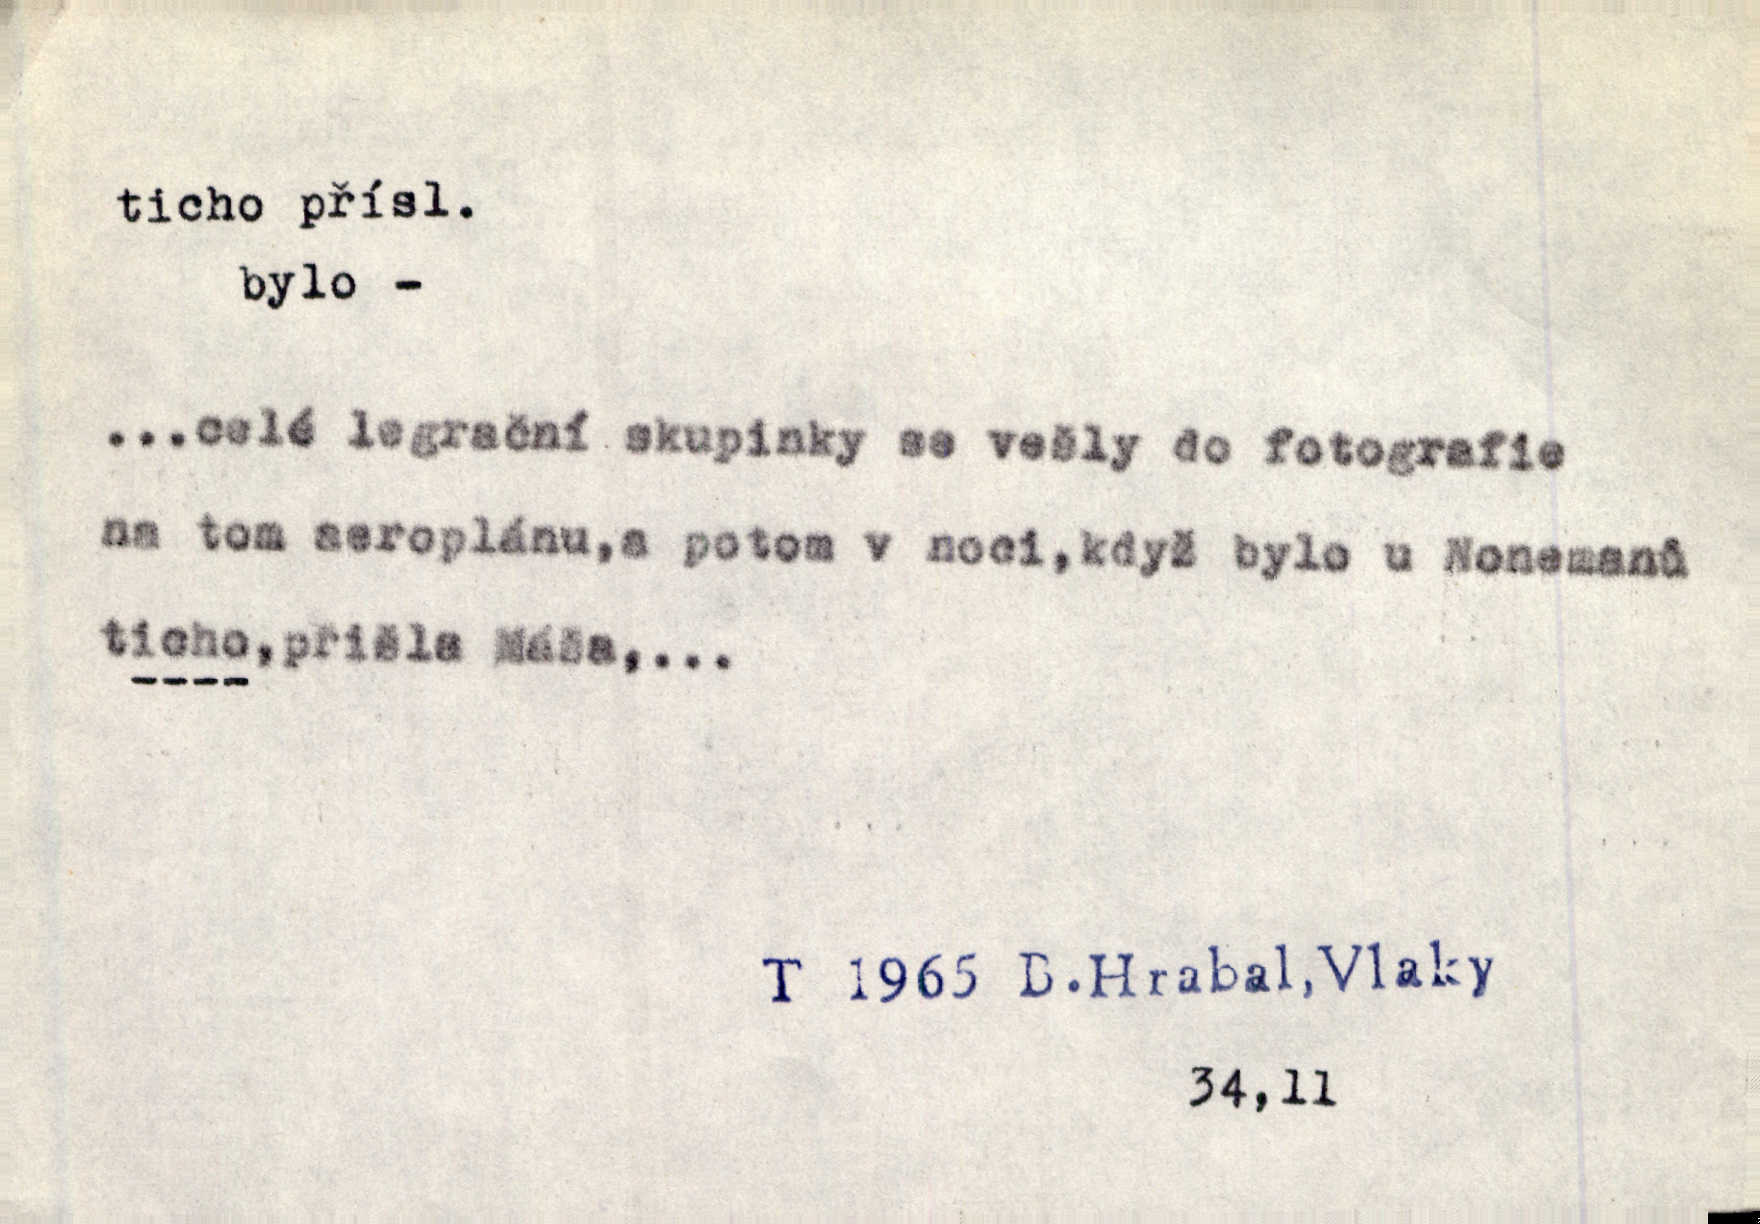 ticho přísl.
bylo -
...celé legrační skupinky se vešly do fotografie
na tom aeroplánu,a potom v noci,když bylo u Nonemanů
ticho,přišla Máša,...
T 1965 B.Hrabal,Vlaky
34,11